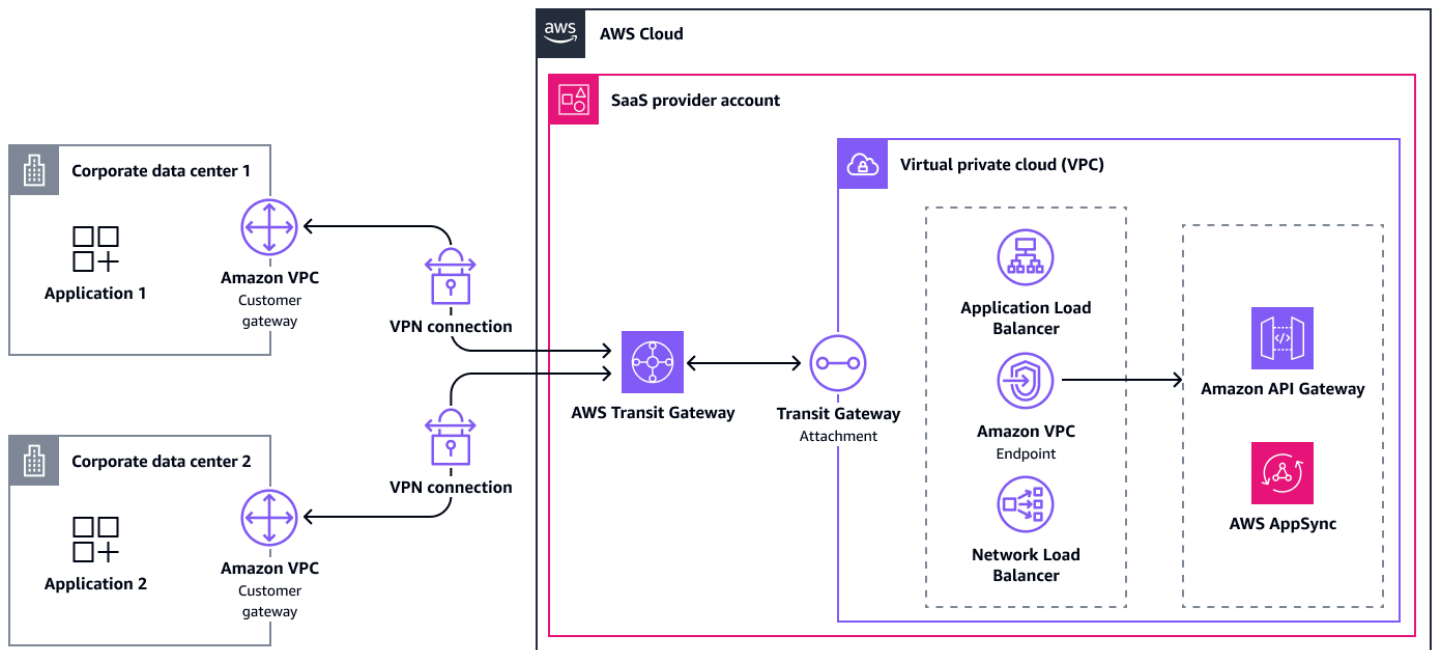 aws
AWS Cloud
SaaS provider account
Corporate data center 1
Virtual private cloud (VPC)
Application 1
Amazon VPC
Customer
gateway
VPN connection
Application Load
Balancer
Amazon API Gateway
AWS Transit Gateway
Transit Gateway
Attachment
Amazon VPC
Endpoint
Corporate data center 2
VPN connection
AWS AppSync
Network Load
Balancer
Application 2
Amazon VPC
Customer
gateway